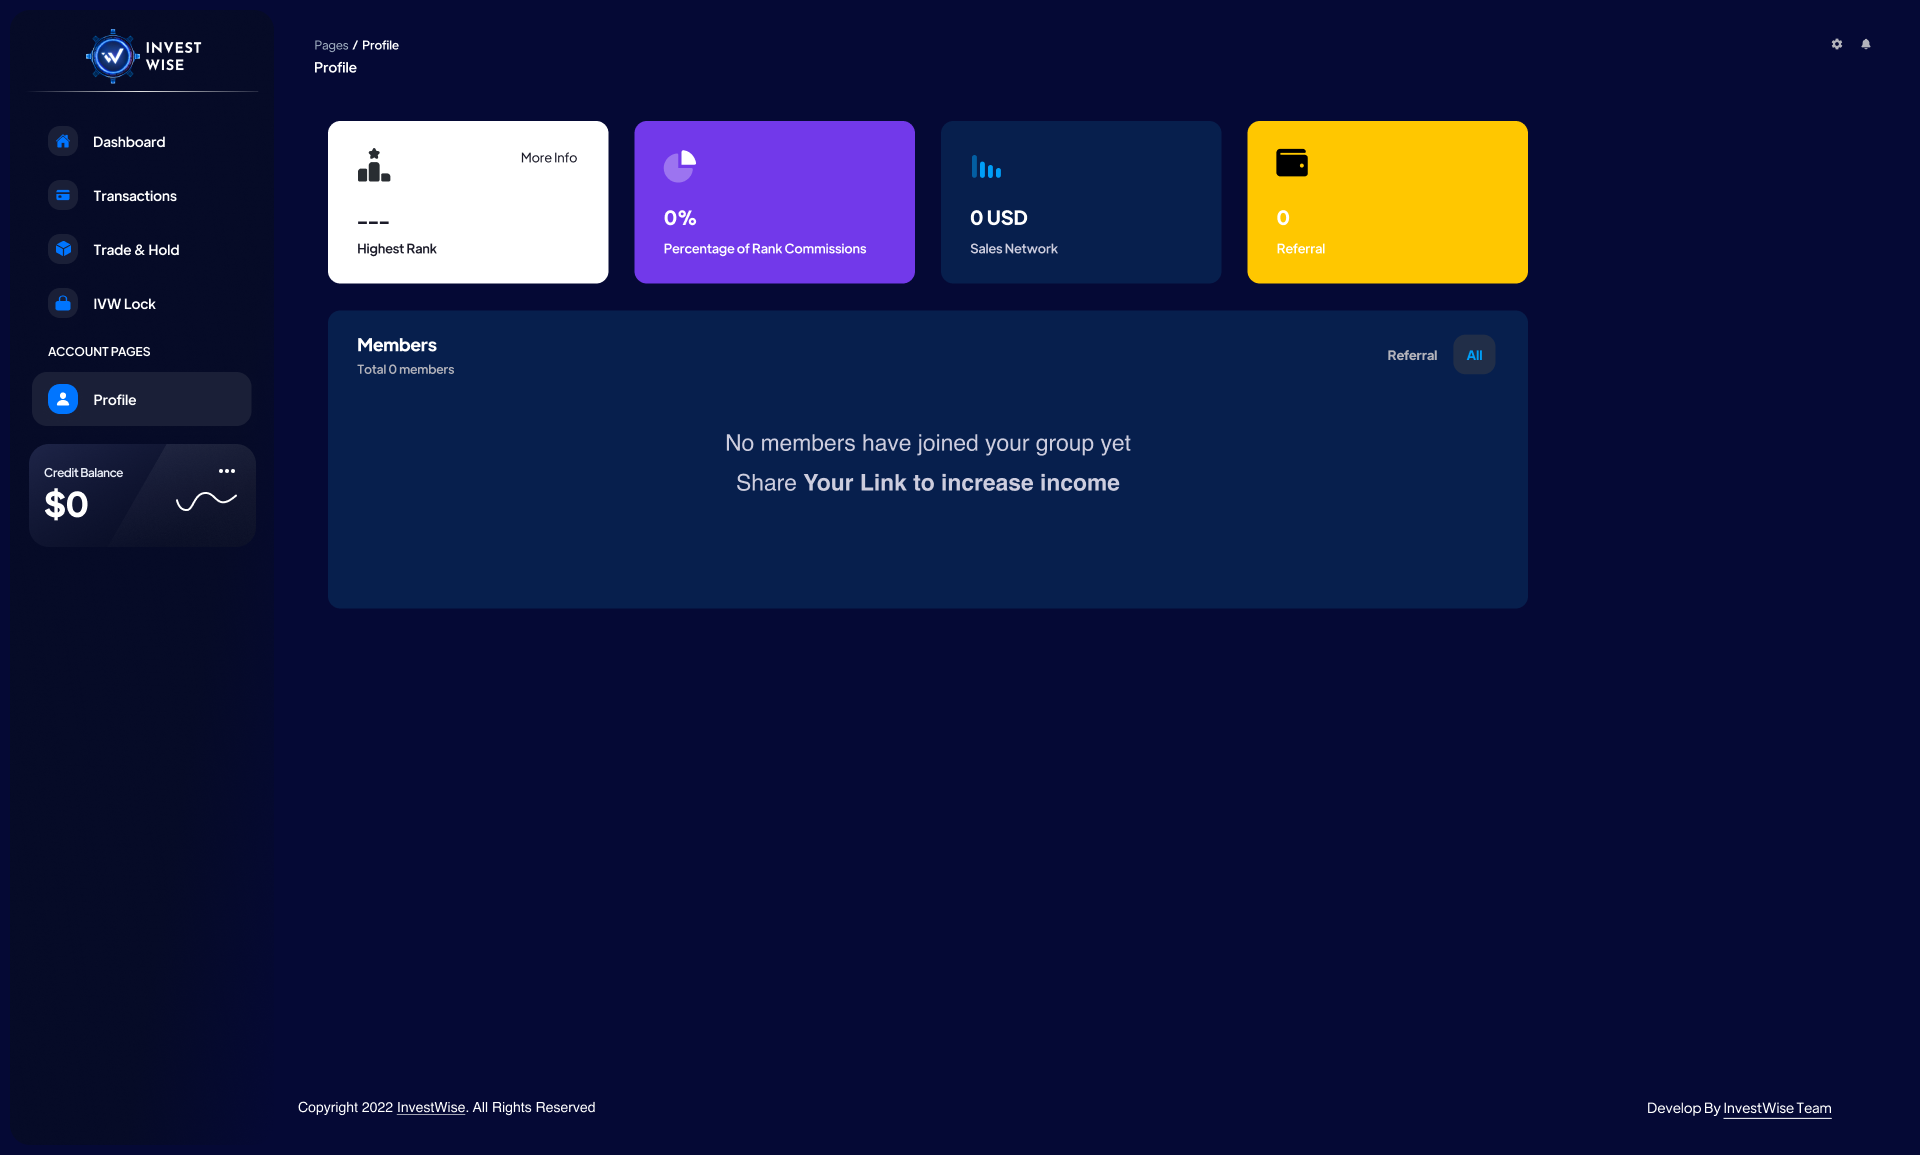 INVEST
WISE
Dashboard
Transactions
Trade & Hold
IVW Lock
ACCOUNT PAGES
Profile
Credit Balance
$0
Pages / Profile
Profile
More Info
---
Highest Rank
0%
Percentage of Rank Commissions
0 USD
Sales Network
0
Referral
Members
Total 0 members
Referral All
No members have joined your group yet
Share Your Link to increase income
Copyright 2022 InvestWise. All Rights Reserved
Develop By InvestWise Team